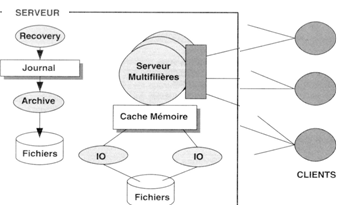 SERVEUR
Recovery
Journal
Archive
Fichiers
Serveur
Multifilières
Cache Mémoire
IO
IO
Fichiers
CLIENTS